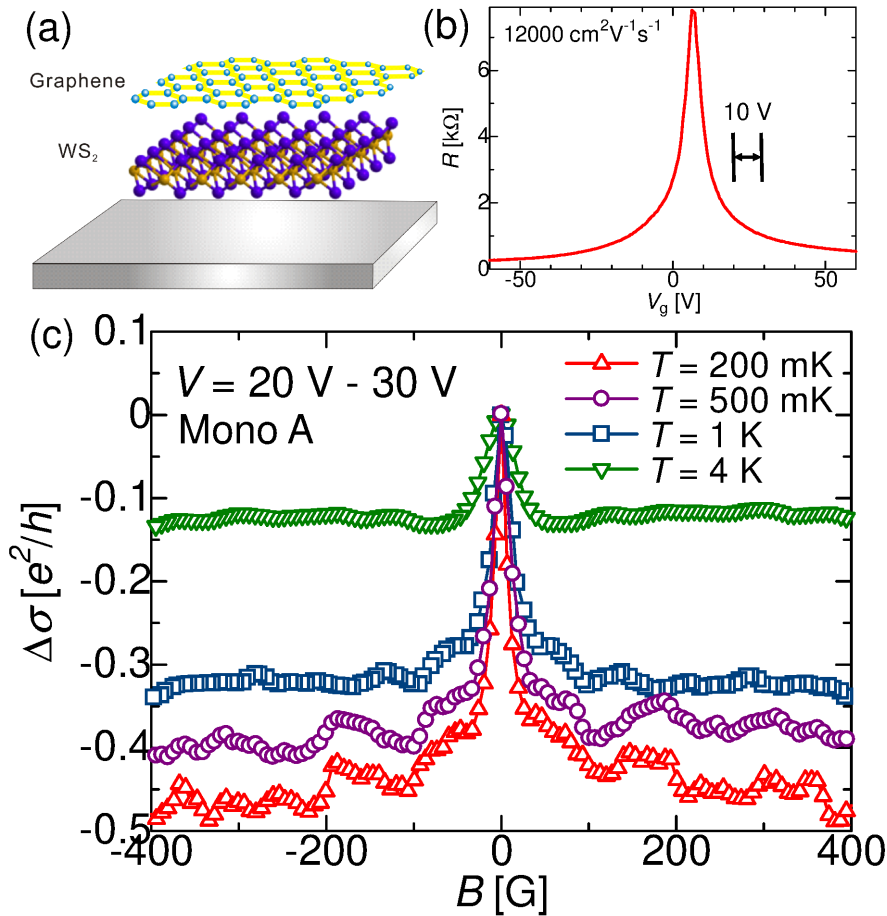 (a)
Graphene
WS₂
(b)
12000 cm²V⁻¹s⁻¹
10 V
R [kΩ]
6
4
2
0
-50
0
50
V_g [V]
(c)
V = 20 V - 30 V
Mono A
T = 200 mK
T = 500 mK
T = 1 K
T = 4 K
Δσ [e²/h]
0.1
0
-0.1
-0.2
-0.3
-0.4
-0.5
-400
-200
0
200
400
B [G]